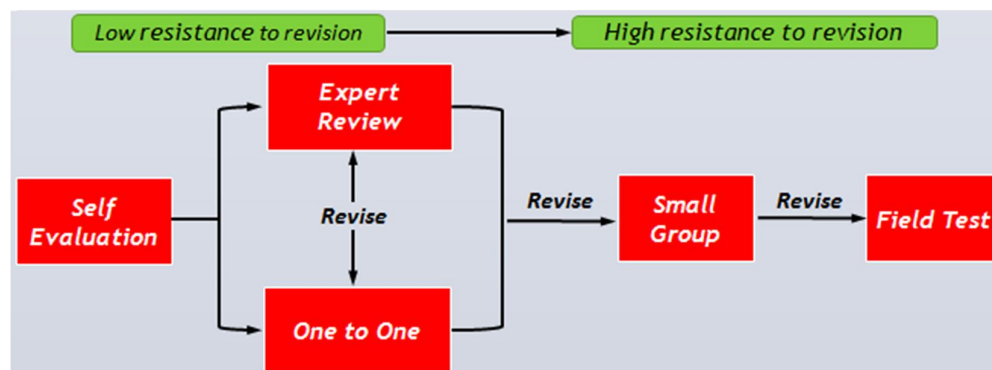 Low resistance to revision
High resistance to revision
Expert
Review
Self
Evaluation
Revise
One to One
Revise
Small
Group
Revise
Field Test